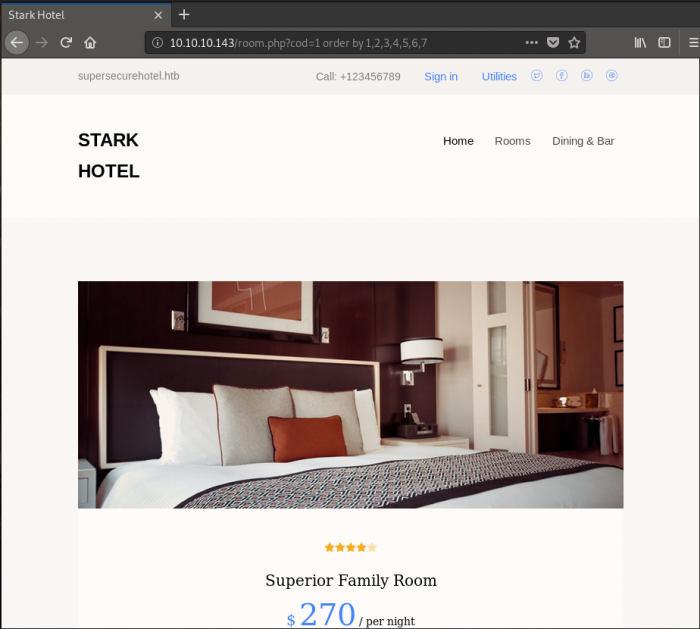 Stark Hotel
10.10.10.143/room.php?cod=1 order by 1,2,3,4,5,6,7
supersecurehotel.htb
Call: +123456789
Sign in
Utilities
STARK
HOTEL
Home
Rooms
Dining & Bar
Superior Family Room
$ 270 / per night